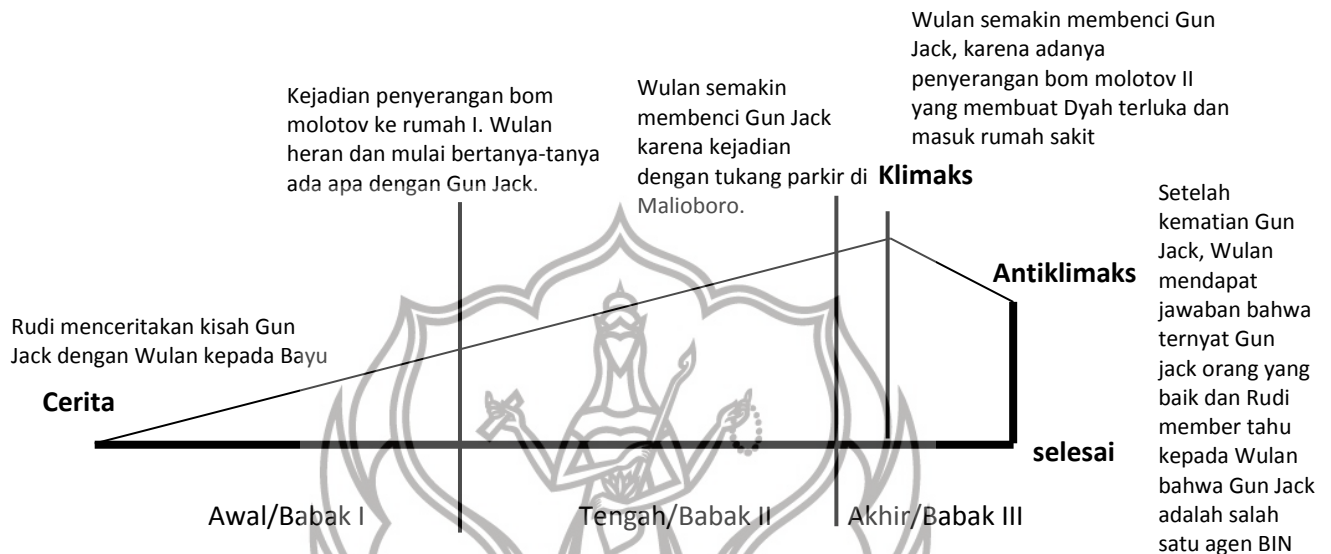 Wulan semakin membenci Gun
Jack, karena adanya
penyerangan bom molotov II
yang membuat Dyah terluka dan
masuk rumah sakit
Kejadian penyerangan bom
molotov ke rumah I. Wulan
heran dan mulai bertanya-tanya
ada apa dengan Gun Jack.
Wulan semakin
membenci Gun Jack
karena kejadian
dengan tukang parkir di
Malioboro.
Klimaks
Setelah
kematian Gun
Jack, Wulan
mendapat
jawaban bahwa
ternyat Gun
jack orang yang
baik dan Rudi
member tahu
kepada Wulan
bahwa Gun Jack
adalah salah
satu agen BIN
Antiklimaks
Rudi menceritakan kisah Gun
Jack dengan Wulan kepada Bayu
Cerita
selesai
Awal/Babak I
Tengah/Babak II
Akhir/Babak III